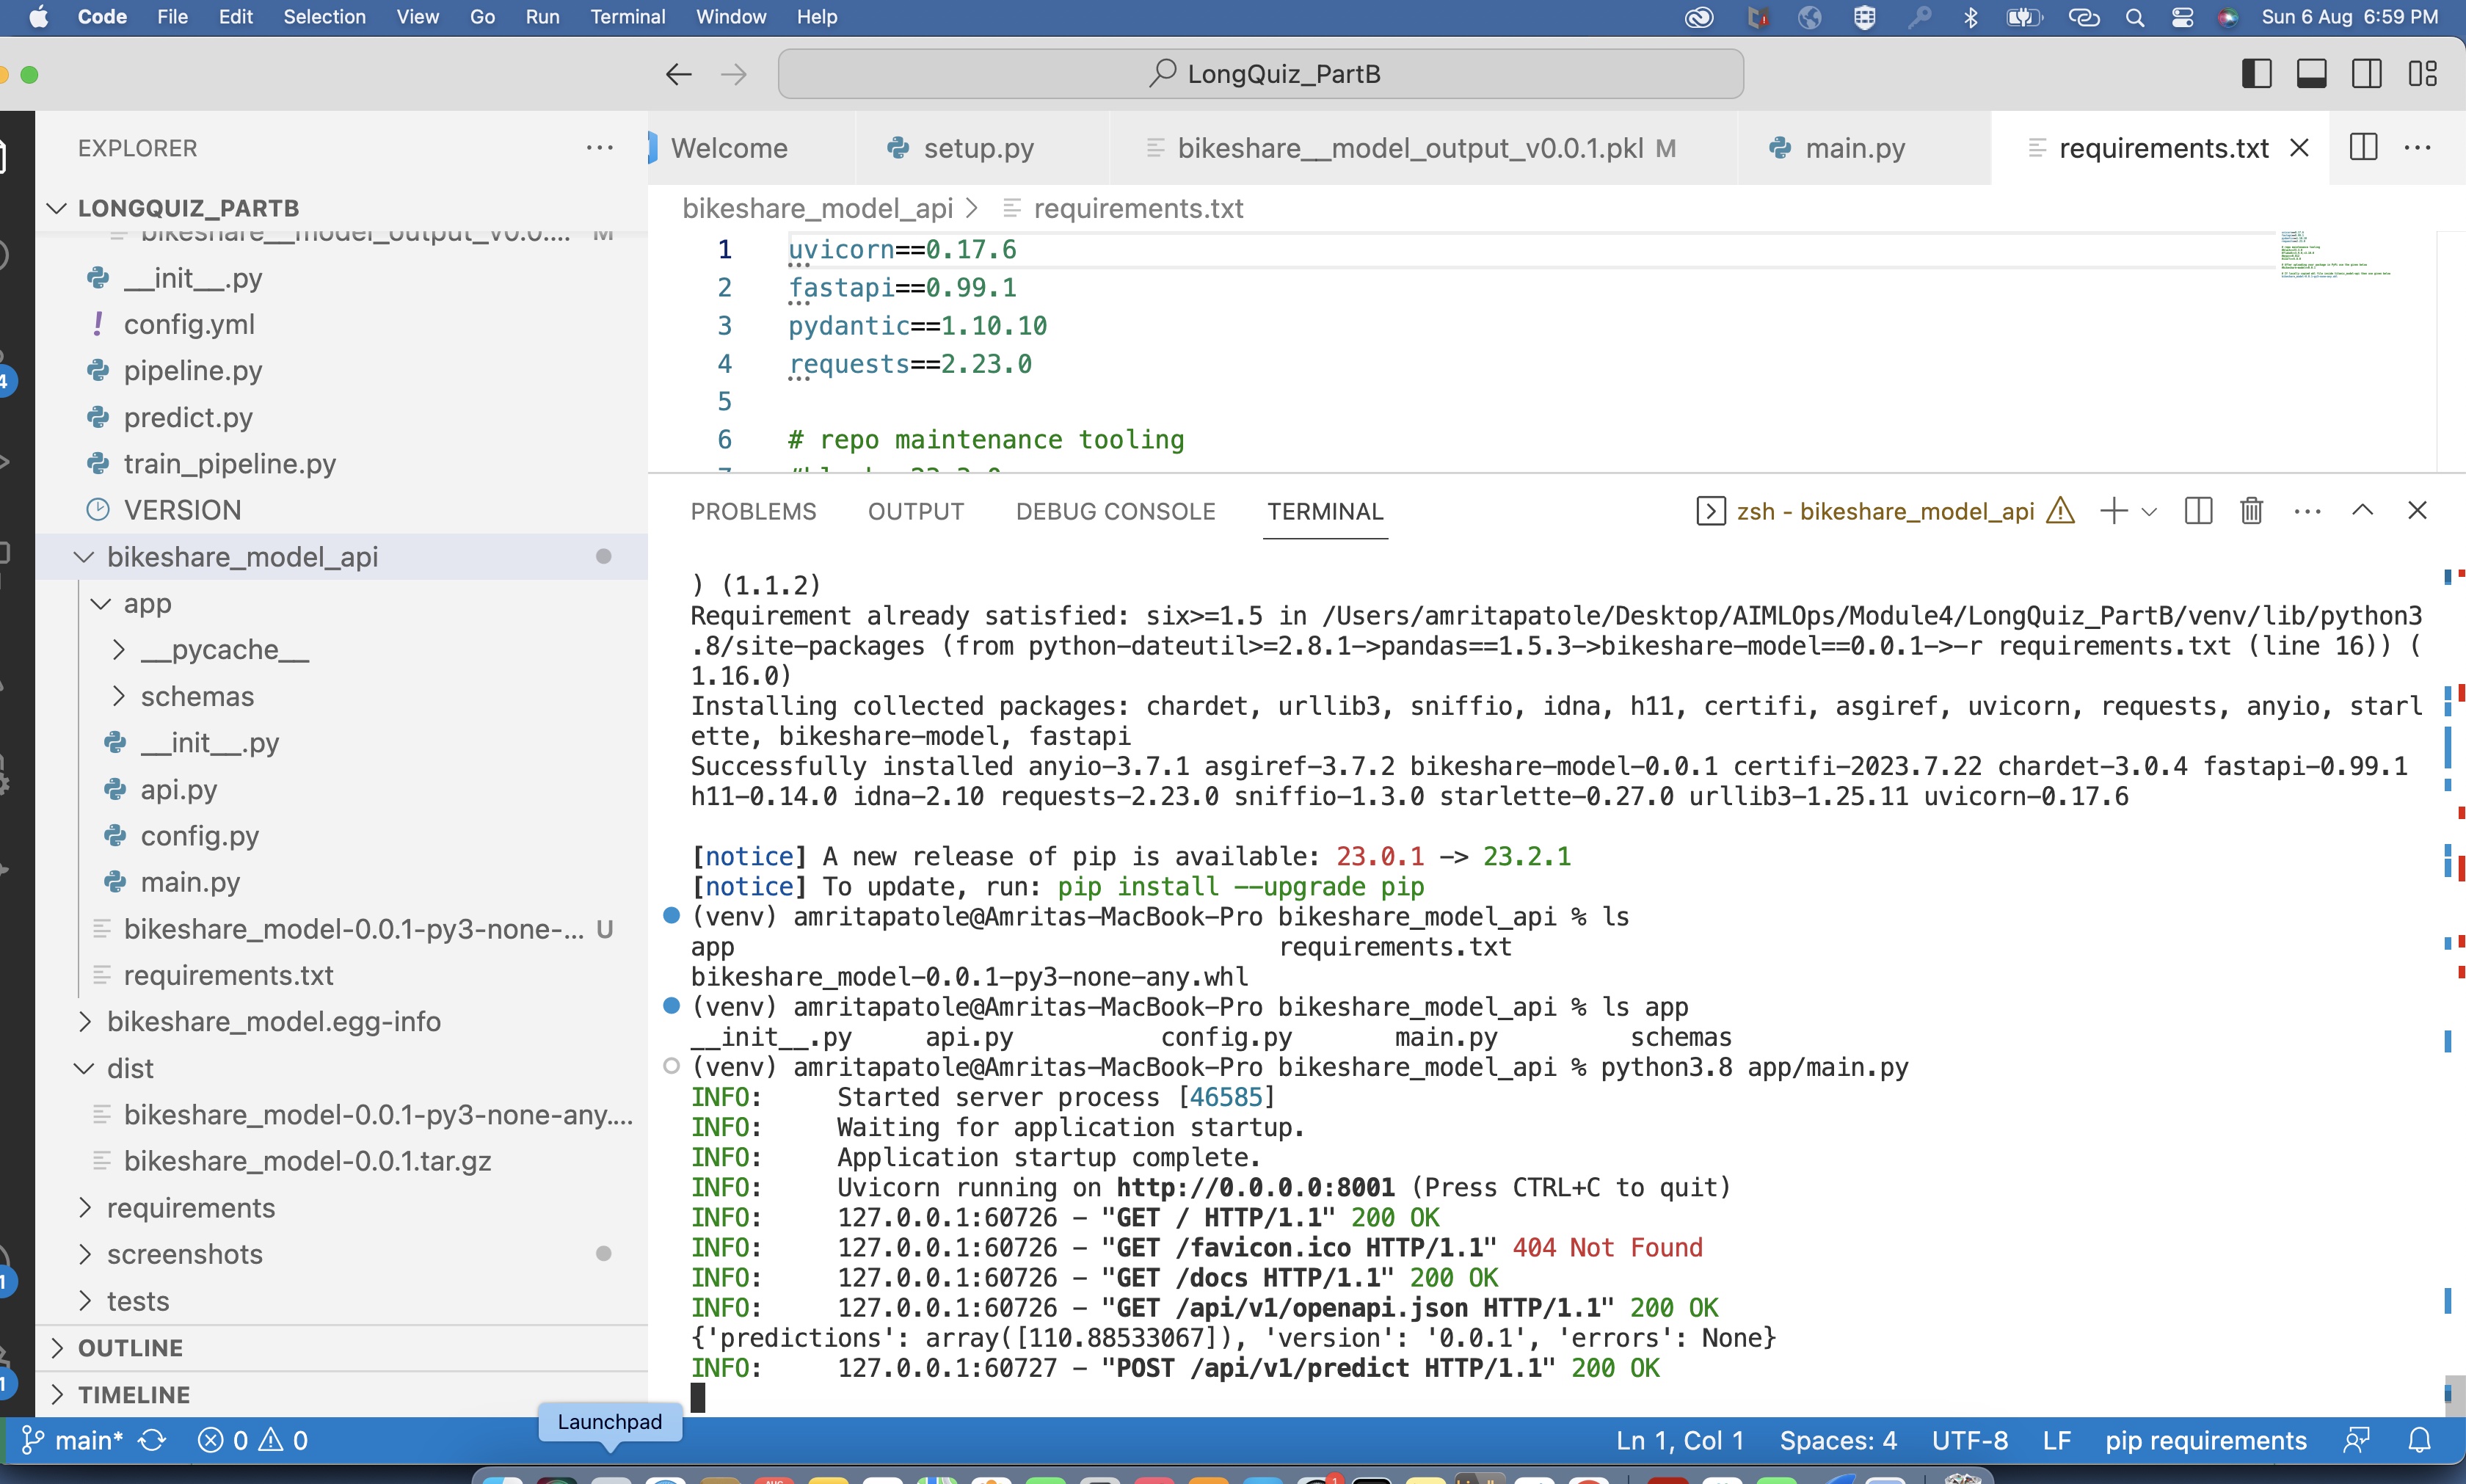 Code File Edit Selection View Go Run Terminal Window Help Sun 6 Aug 6:59 PM
LongQuiz_PartB
EXPLORER
LONGQUIZ_PARTB
bikeshare__model_output_v0.0.... M
__init__.py
config.yml
pipeline.py
predict.py
train_pipeline.py
VERSION
bikeshare_model_api
app
__pycache__
schemas
__init__.py
api.py
config.py
main.py
bikeshare_model-0.0.1-py3-none-... U
requirements.txt
bikeshare_model.egg-info
dist
bikeshare_model-0.0.1-py3-none-any....
bikeshare_model-0.0.1.tar.gz
requirements
screenshots
tests
OUTLINE
TIMELINE
4
1
1
Welcome setup.py bikeshare__model_output_v0.0.1.pkl M main.py requirements.txt
bikeshare_model_api > requirements.txt
1 uvicorn==0.17.6
2 fastapi==0.99.1
3 pydantic==1.10.10
4 requests==2.23.0
5
6 # repo maintenance tooling
PROBLEMS OUTPUT DEBUG CONSOLE TERMINAL zsh - bikeshare_model_api
) (1.1.2)
Requirement already satisfied: six>=1.5 in /Users/amritapatole/Desktop/AIMLOps/Module4/LongQuiz_PartB/venv/lib/python3
.8/site-packages (from python-dateutil>=2.8.1->pandas==1.5.3->bikeshare-model==0.0.1->-r requirements.txt (line 16)) (
1.16.0)
Installing collected packages: chardet, urllib3, sniffio, idna, h11, certifi, asgiref, uvicorn, requests, anyio, starl
ette, bikeshare-model, fastapi
Successfully installed anyio-3.7.1 asgiref-3.7.2 bikeshare-model-0.0.1 certifi-2023.7.22 chardet-3.0.4 fastapi-0.99.1
h11-0.14.0 idna-2.10 requests-2.23.0 sniffio-1.3.0 starlette-0.27.0 urllib3-1.25.11 uvicorn-0.17.6
[notice] A new release of pip is available: 23.0.1 -> 23.2.1
[notice] To update, run: pip install --upgrade pip
(venv) amritapatole@Amritas-MacBook-Pro bikeshare_model_api % ls
app requirements.txt
bikeshare_model-0.0.1-py3-none-any.whl
(venv) amritapatole@Amritas-MacBook-Pro bikeshare_model_api % ls app
__init__.py api.py config.py main.py schemas
(venv) amritapatole@Amritas-MacBook-Pro bikeshare_model_api % python3.8 app/main.py
INFO: Started server process [46585]
INFO: Waiting for application startup.
INFO: Application startup complete.
INFO: Uvicorn running on http://0.0.0.0:8001 (Press CTRL+C to quit)
INFO: 127.0.0.1:60726 - "GET / HTTP/1.1" 200 OK
INFO: 127.0.0.1:60726 - "GET /favicon.ico HTTP/1.1" 404 Not Found
INFO: 127.0.0.1:60726 - "GET /docs HTTP/1.1" 200 OK
INFO: 127.0.0.1:60726 - "GET /api/v1/openapi.json HTTP/1.1" 200 OK
{'predictions': array([110.88533067]), 'version': '0.0.1', 'errors': None}
INFO: 127.0.0.1:60727 - "POST /api/v1/predict HTTP/1.1" 200 OK
Launchpad
main* 0 0 Ln 1, Col 1 Spaces: 4 UTF-8 LF pip requirements